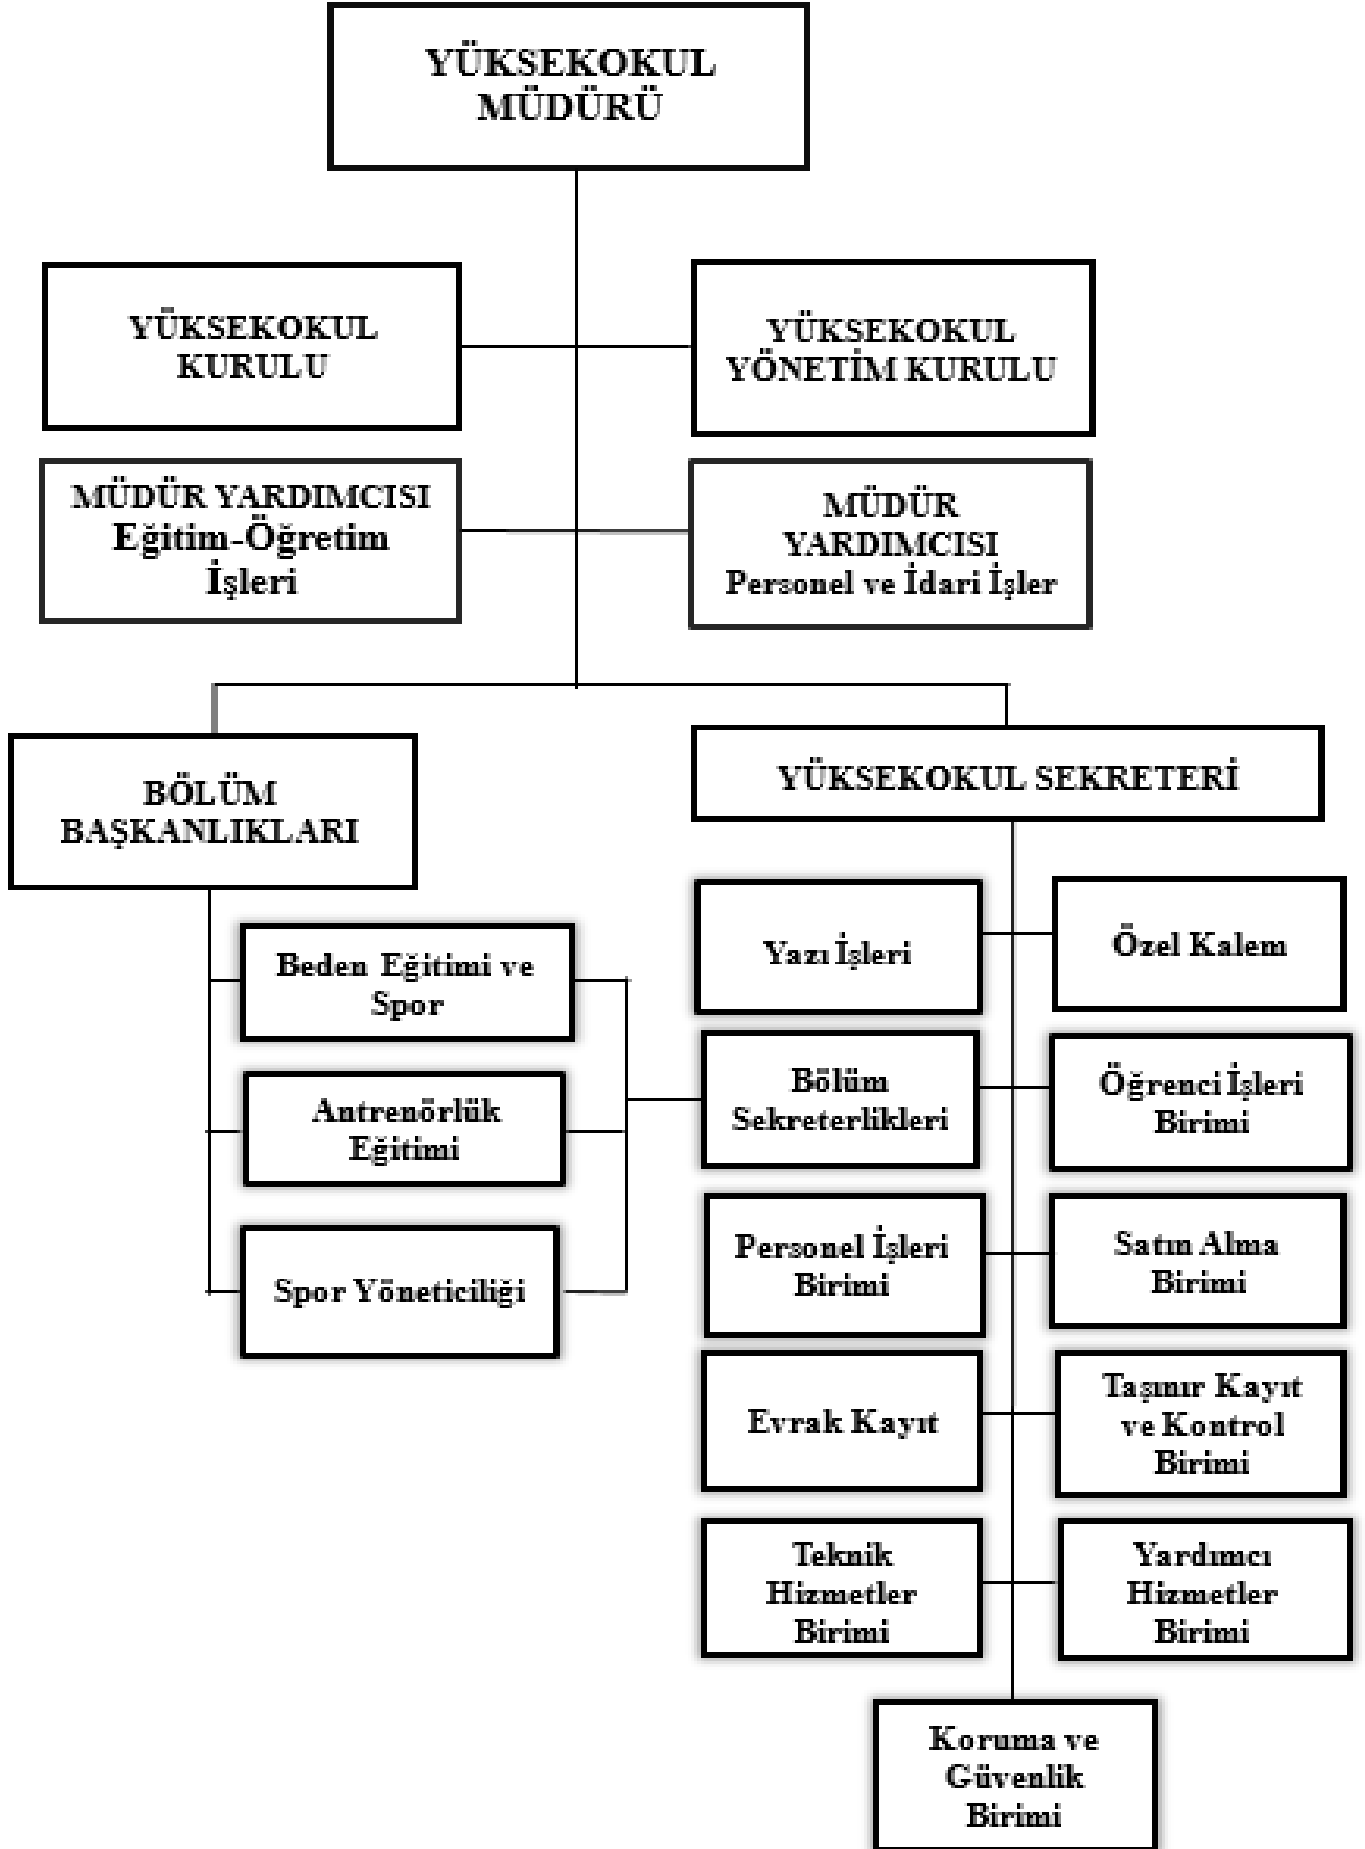 YÜKSEKOKUL
MÜDÜRÜ
YÜKSEKOKUL
KURULU
YÜKSEKOKUL
YÖNETİM KURULU
MÜDÜR YARDIMCISI
Eğitim-Öğretim
İşleri
MÜDÜR
YARDIMCISI
Personel ve İdari İşler
BÖLÜM
BAŞKANLIKLARI
YÜKSEKOKUL SEKRETERİ
Beden Eğitimi ve
Spor
Antrenörlük
Eğitimi
Spor Yöneticiliği
Yazı İşleri
Özel Kalem
Bölüm
Sekreterlikleri
Öğrenci İşleri
Birimi
Personel İşleri
Birimi
Satın Alma
Birimi
Evrak Kayıt
Taşınır Kayıt
ve Kontrol
Birimi
Teknik
Hizmetler
Birimi
Yardımcı
Hizmetler
Birimi
Koruma ve
Güvenlik
Birimi